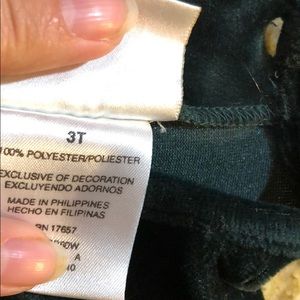 3T
100% POLYESTER/POLIESTER
EXCLUSIVE OF DECORATION
EXCLUYENDO ADORNOS
MADE IN PHILIPPINES
HECHO EN FILIPINAS
RN 17657
A